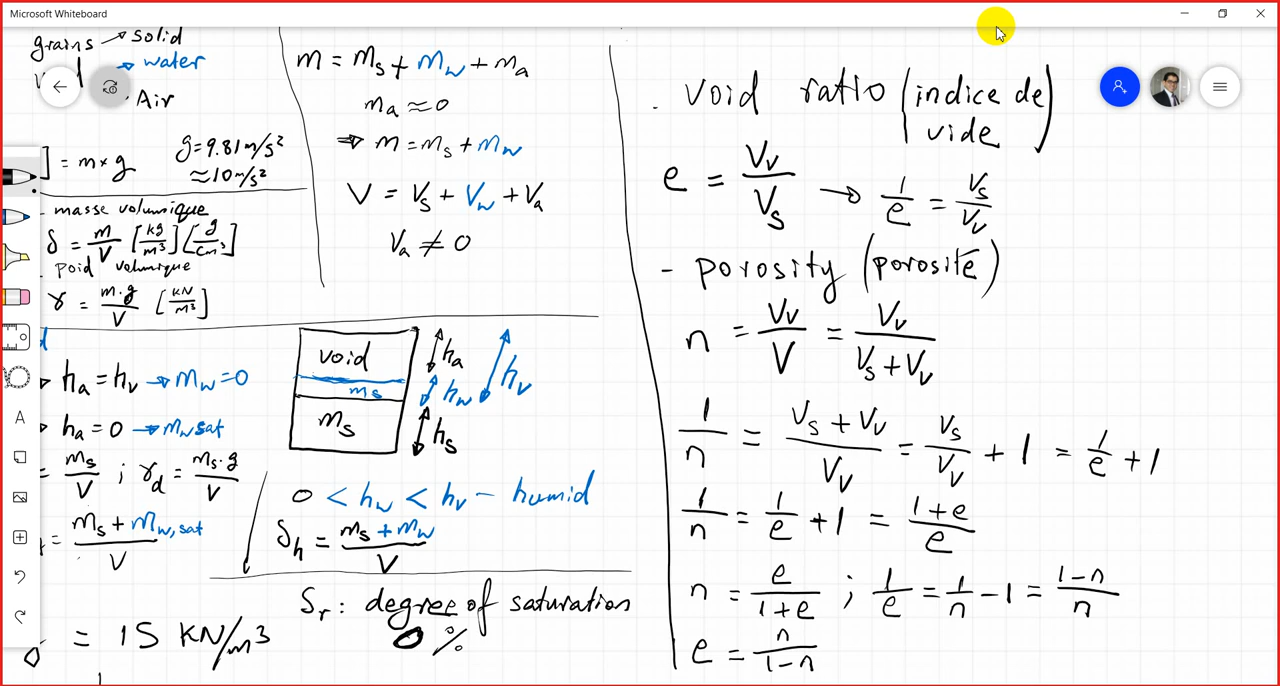 Microsoft Whiteboard
grains → solid
→ water
Air
] = m × g
g = 9.81 m/s²
≈ 10 m/s²
- masse volumique
δ = m/V [kg/m³] [g/cm³]
poid volumique
γ = m·g/V [KN/m³]
m = ms + mw + ma
ma ≈ 0
⇒ m = ms + mw
V = Vs + Vw + Va
Va ≠ 0
d
ha = hv → mw = 0
ha = 0 → mw sat
= ms/V ; γd = ms·g/V
= ms + mw,sat / V
void
ms
ms
ha
hw
hv
hs
0 < hw < hv - humid
δh = ms + mw / V
Sr : degree of saturation
0 %
= 15 KN/m³
- void ratio (indice de vide)
e = Vv/Vs → 1/e = Vs/Vv
- porosity (porosité)
n = Vv/V = Vv/(Vs + Vv)
1/n = (Vs + Vv)/Vv = Vs/Vv + 1 = 1/e + 1
1/n = 1/e + 1 = (1+e)/e
n = e/(1+e) ; 1/e = 1/n - 1 = (1-n)/n
e = n/(1-n)
A